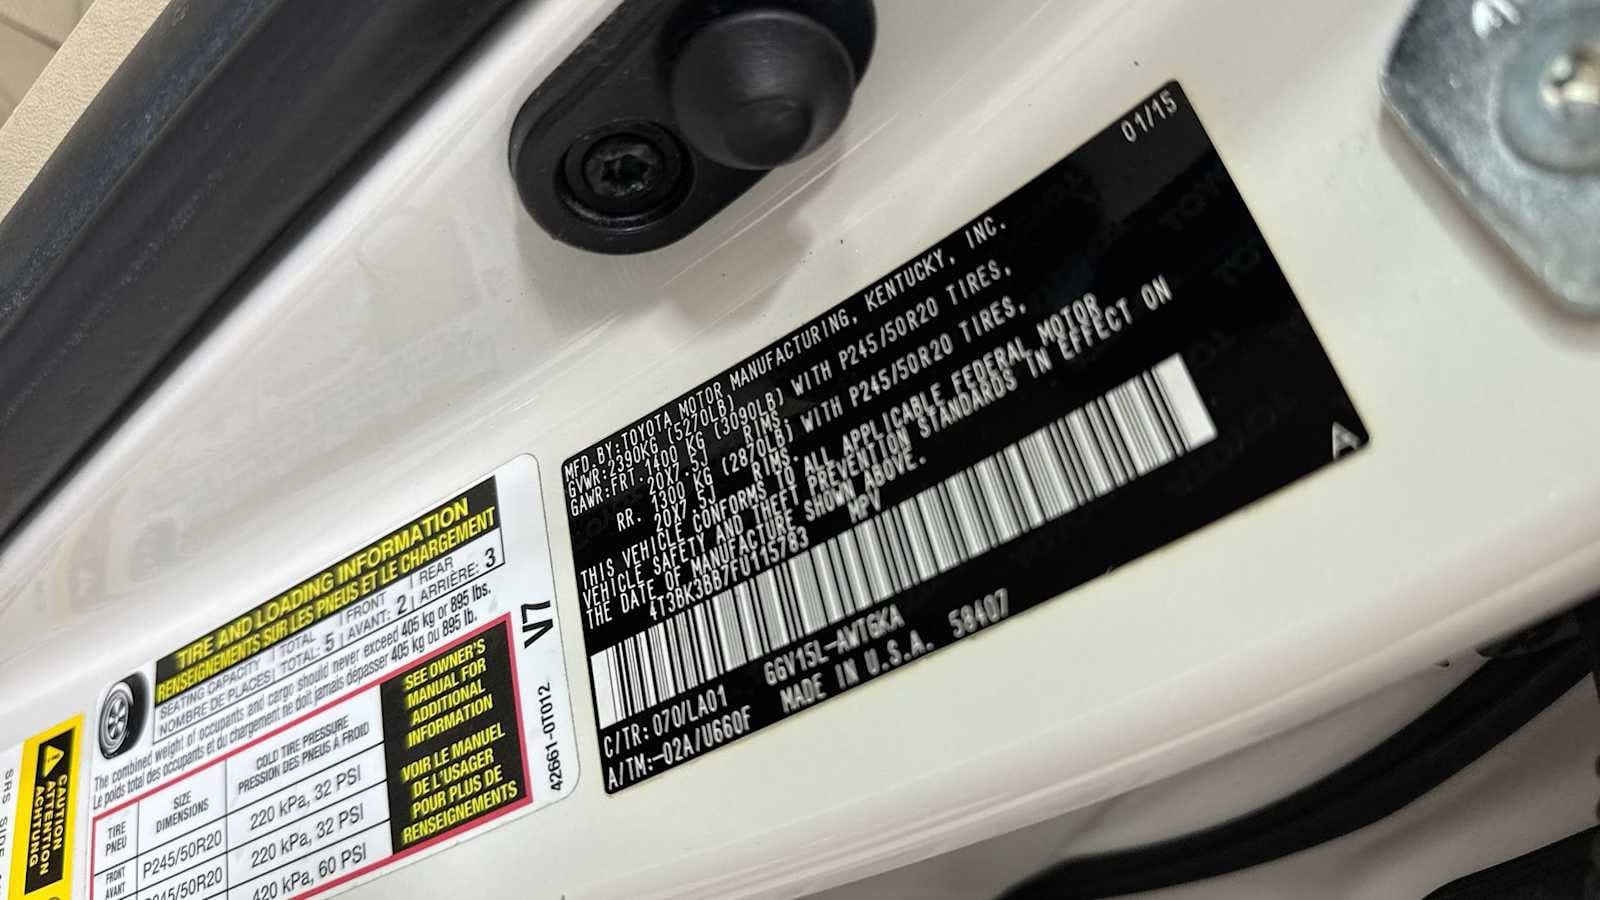 01/15
MFD.BY:TOYOTA MOTOR MANUFACTURING, KENTUCKY, INC.
GVWR:2390KG (5270LB)
GAWR:FRT. 1400 KG (3090LB) WITH P245/50R20 TIRES,
20X7.5J RIMS.
RR. 1300 KG (2870LB) WITH P245/50R20 TIRES,
20X7.5J RIMS.
THIS VEHICLE CONFORMS TO ALL APPLICABLE FEDERAL MOTOR
VEHICLE SAFETY AND THEFT PREVENTION STANDARDS IN EFFECT ON
THE DATE OF MANUFACTURE SHOWN ABOVE.
4T3BK3BB7FU115783 MPV
A
C/TR: 070/LA01 GGV15L-AVTGKA
A/TM:-02A/U660F MADE IN U.S.A. 58407
TIRE AND LOADING INFORMATION
RENSEIGNEMENTS SUR LES PNEUS ET LE CHARGEMENT
SEATING CAPACITY TOTAL FRONT REAR
NOMBRE DE PLACES TOTAL: 5 AVANT: 2 ARRIÈRE: 3
The combined weight of occupants and cargo should never exceed 405 kg or 895 lbs.
Le poids total des occupants et du chargement ne doit jamais dépasser 405 kg ou 895 lb.
TIRE
PNEU
SIZE
DIMENSIONS
COLD TIRE PRESSURE
PRESSION DES PNEUS À FROID
FRONT
AVANT
P245/50R20
220 kPa, 32 PSI
245/50R20
220 kPa, 32 PSI
420 kPa, 60 PSI
SEE OWNER'S
MANUAL FOR
ADDITIONAL
INFORMATION
VOIR LE MANUEL
DE L'USAGER
POUR PLUS DE
RENSEIGNEMENTS
V7
42661-0T012
CAUTION
ATTENTION
ACHTUNG
SRS SIDE